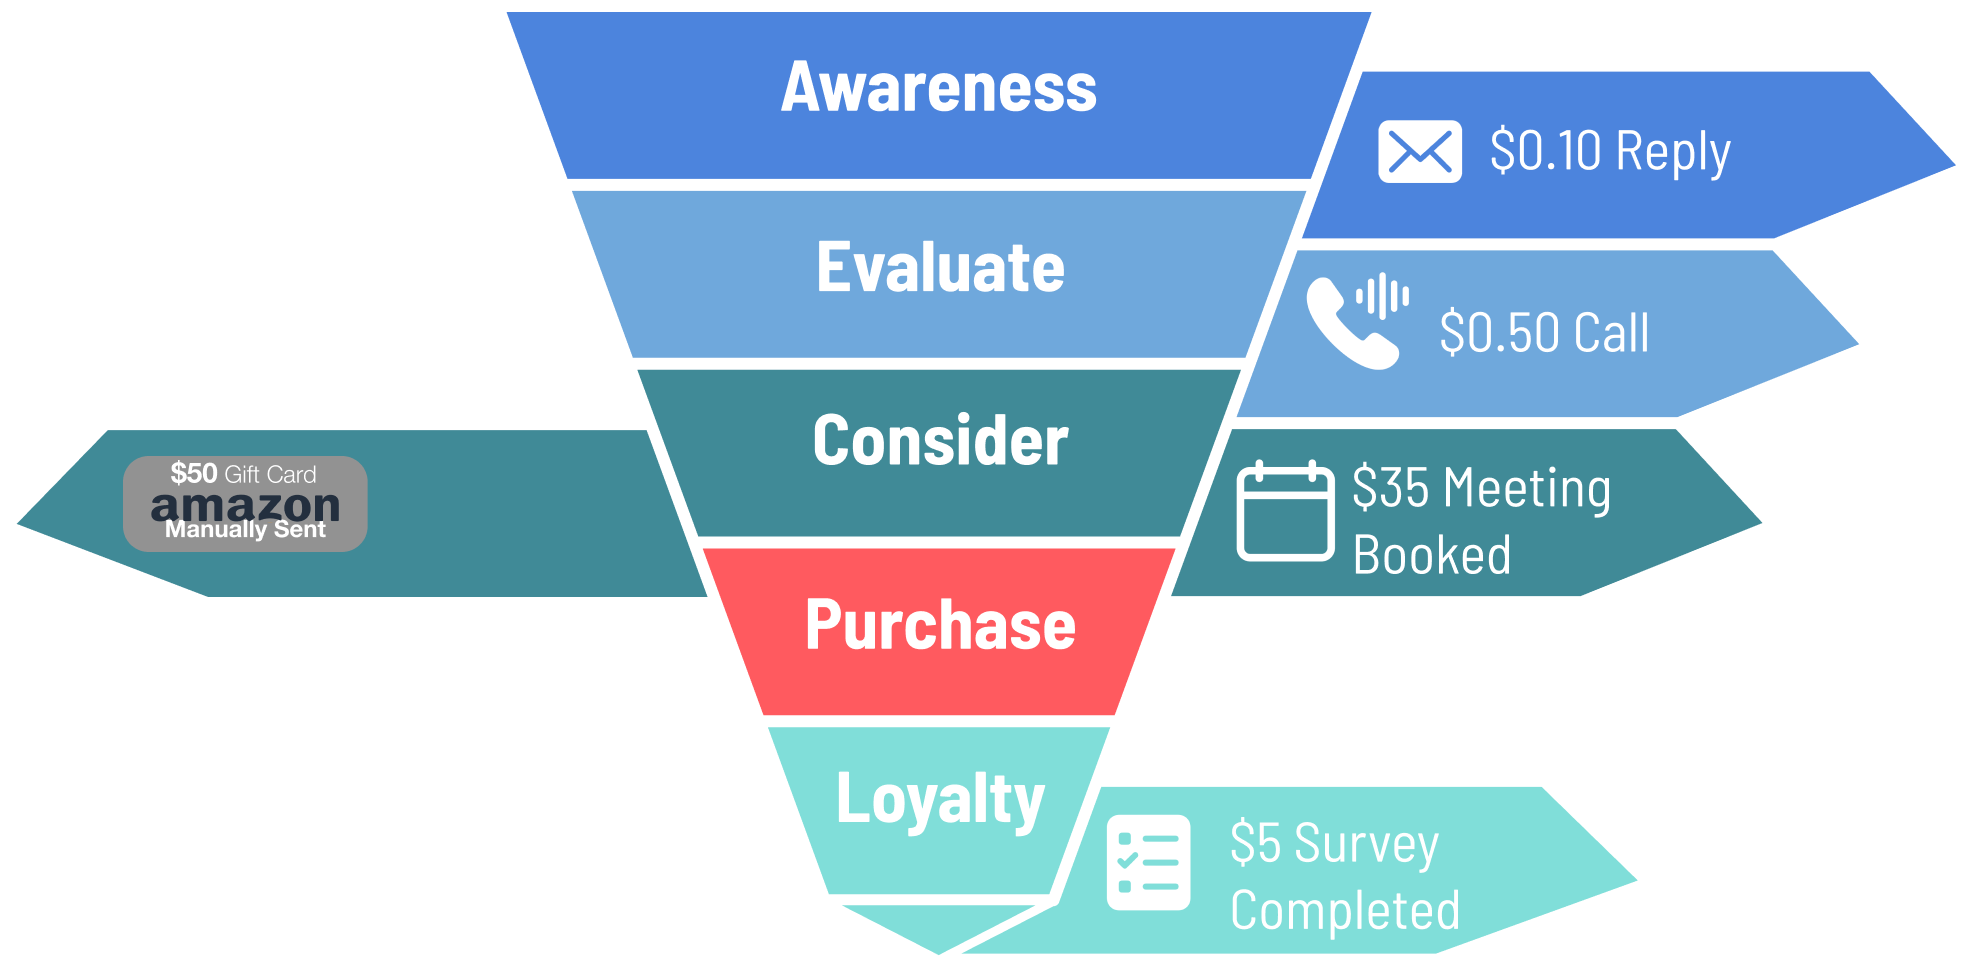 Awareness
$0.10 Reply
Evaluate
$0.50 Call
Consider
$50 Gift Card
amazon
Manually Sent
$35 Meeting
Booked
Purchase
Loyalty
$5 Survey
Completed